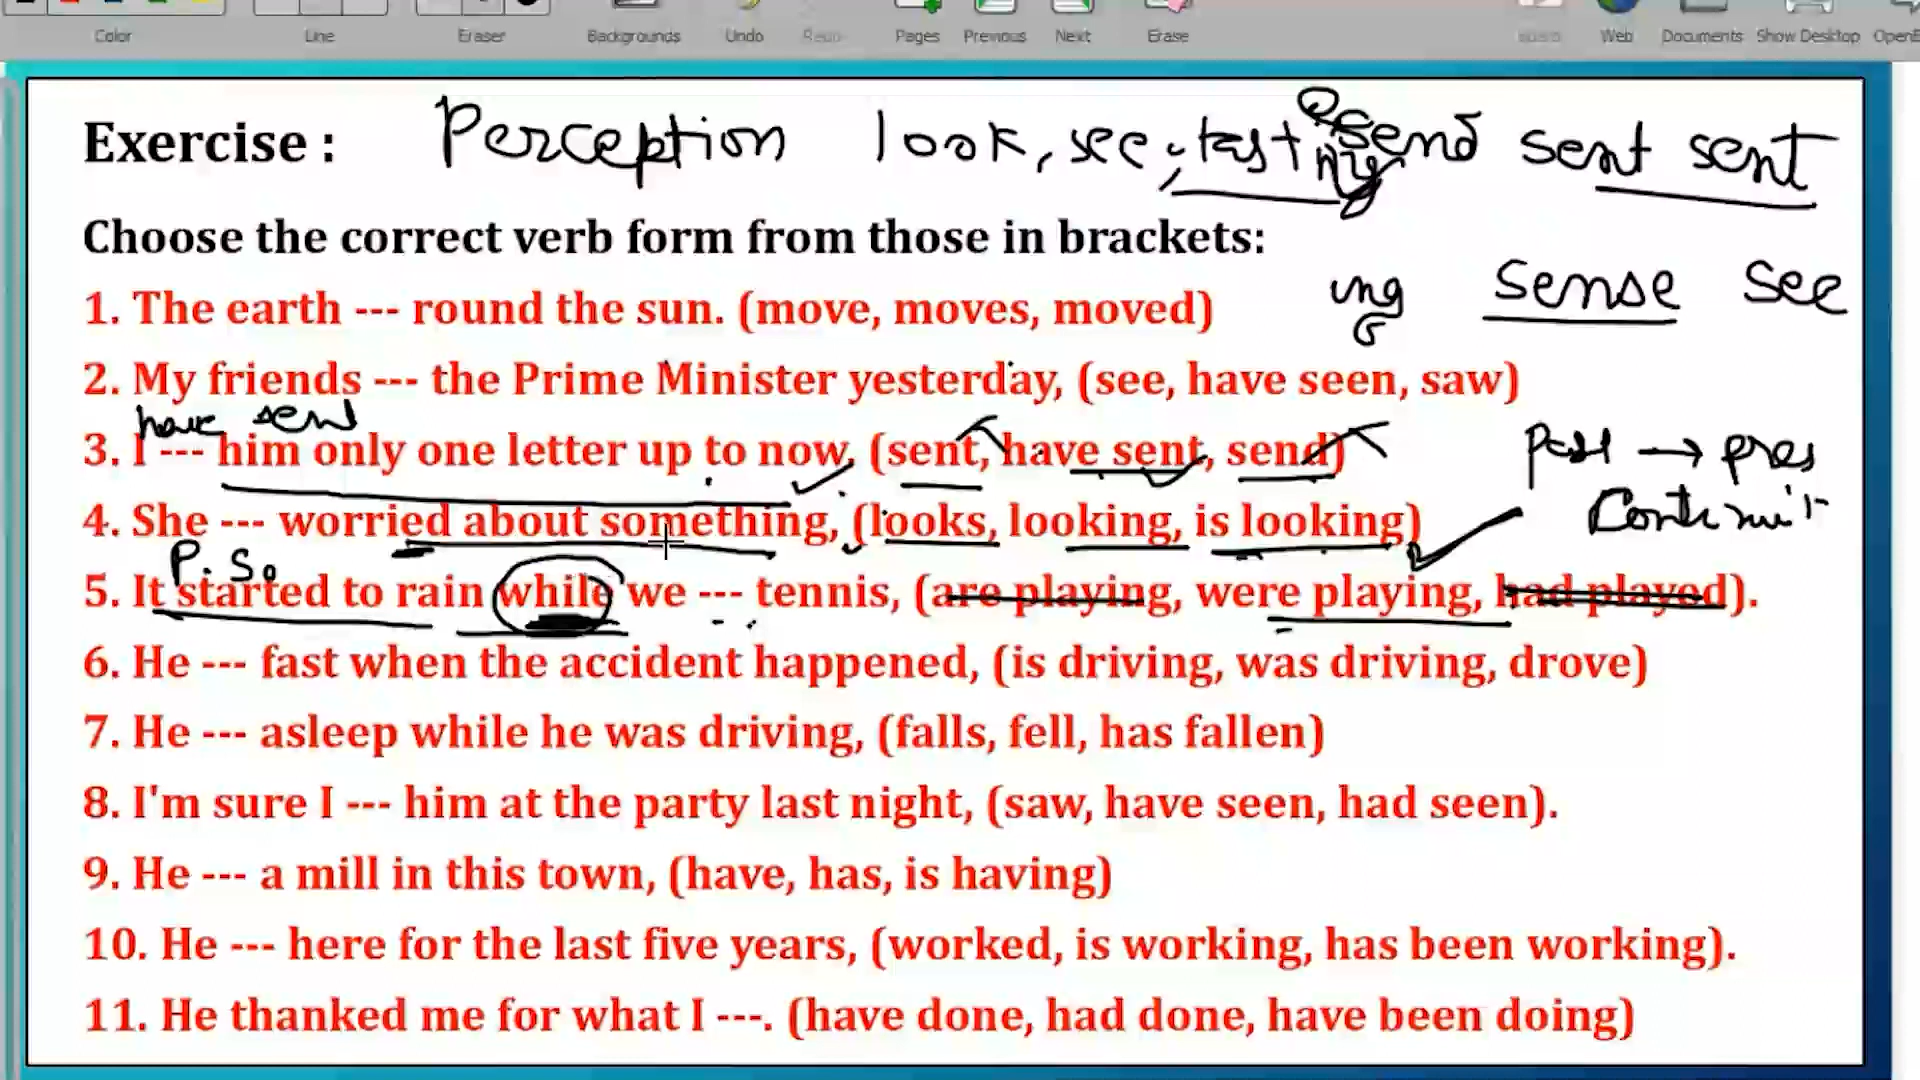 Color Line Eraser Backgrounds Undo Redo Pages Previous Next Erase Web Documents Show Desktop OpenE
Exercise : Perception look, see, tast send sent sent
Choose the correct verb form from those in brackets:
ing sense see
1. The earth --- round the sun. (move, moves, moved)
2. My friends --- the Prime Minister yesterday, (see, have seen, saw)
have sent
3. I --- him only one letter up to now, (sent, have sent, send)
Past → pres
4. She --- worried about something, (looks, looking, is looking)
P. S.
5. It started to rain while we --- tennis, (are playing, were playing, had played).
6. He --- fast when the accident happened, (is driving, was driving, drove)
7. He --- asleep while he was driving, (falls, fell, has fallen)
8. I'm sure I --- him at the party last night, (saw, have seen, had seen).
9. He --- a mill in this town, (have, has, is having)
10. He --- here for the last five years, (worked, is working, has been working).
11. He thanked me for what I ---. (have done, had done, have been doing)